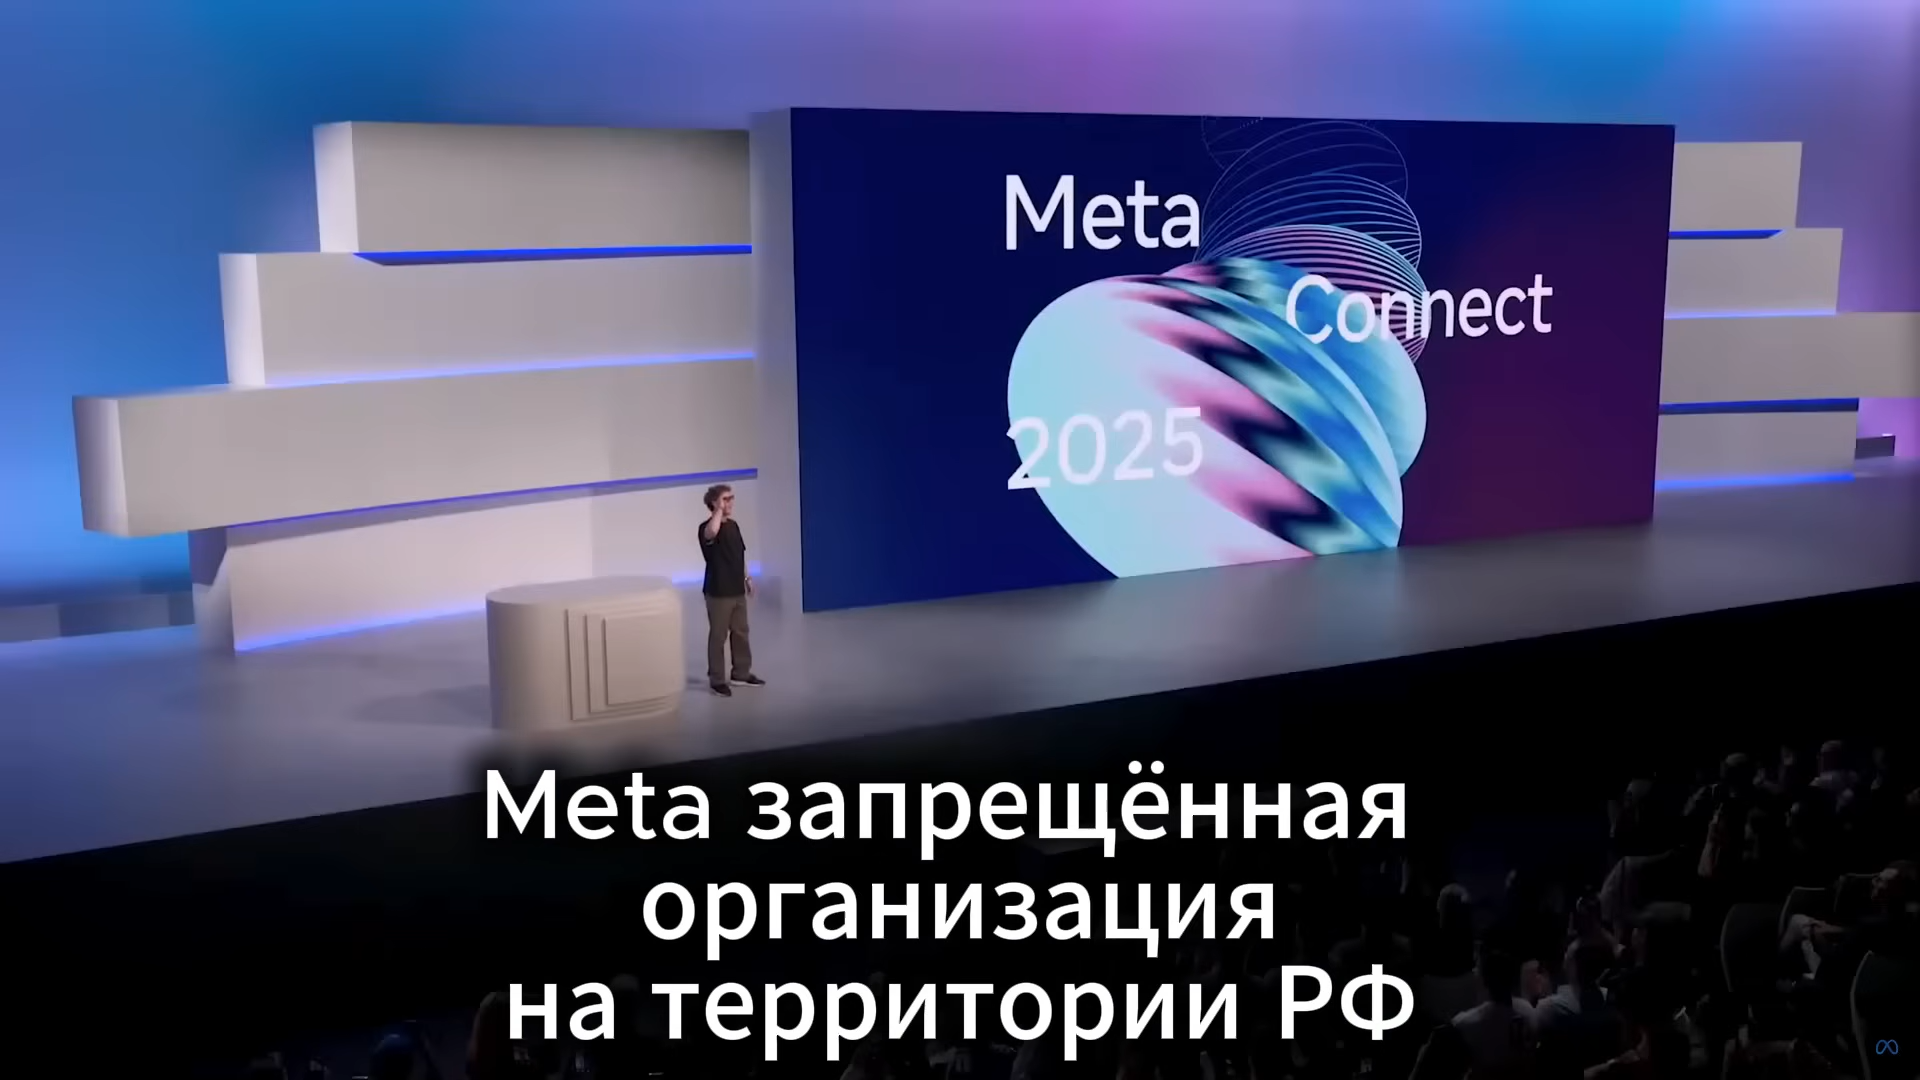 Meta
Connect
2025
Meta запрещённая
организация
на территории РФ